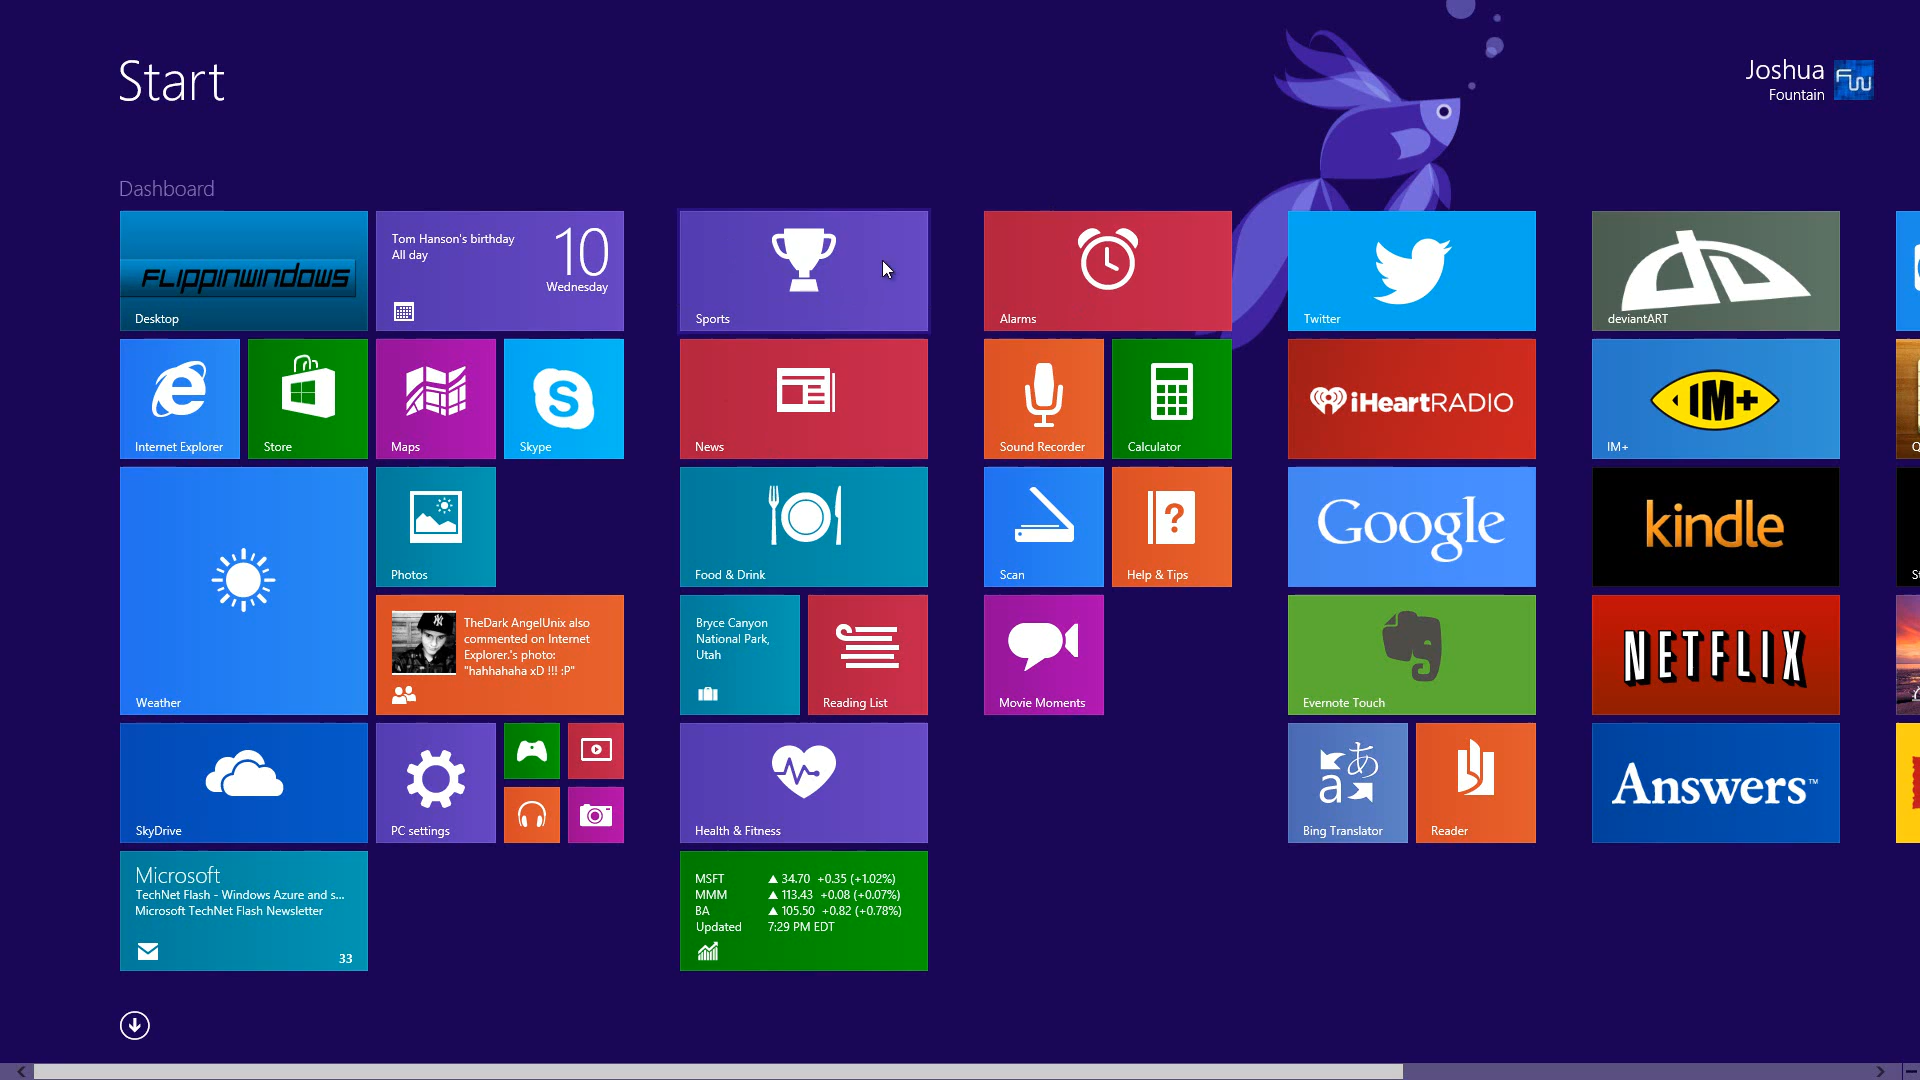 Start
Joshua
Fountain
Dashboard
FLIPPINWINDOWS
Desktop
Tom Hanson's birthday
All day
10
Wednesday
Internet Explorer
Store
Maps
Skype
Weather
Photos
TheDark AngelUnix also
commented on Internet
Explorer.'s photo:
"hahhahaha xD !!! :P"
SkyDrive
PC settings
Microsoft
TechNet Flash - Windows Azure and s...
Microsoft TechNet Flash Newsletter
33
Sports
News
Food & Drink
Bryce Canyon
National Park,
Utah
Reading List
Health & Fitness
MSFT ▲ 34.70 +0.35 (+1.02%)
MMM ▲ 113.43 +0.08 (+0.07%)
BA ▲ 105.50 +0.82 (+0.78%)
Updated 7:29 PM EDT
Alarms
Sound Recorder
Calculator
Scan
Help & Tips
Movie Moments
Twitter
iHeartRADIO
Google
Evernote Touch
a あ
Bing Translator
Reader
deviantART
IM+
IM+
kindle
NETFLIX
Answers™